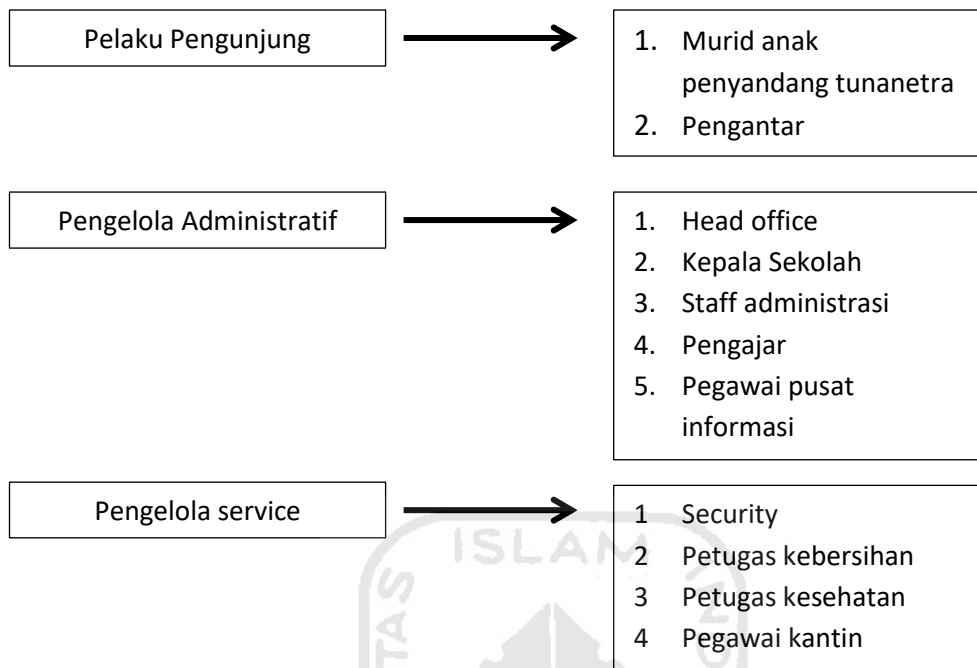 Pelaku Pengunjung
1. Murid anak
penyandang tunanetra
2. Pengantar
Pengelola Administratif
1. Head office
2. Kepala Sekolah
3. Staff administrasi
4. Pengajar
5. Pegawai pusat
informasi
Pengelola service
1 Security
2 Petugas kebersihan
3 Petugas kesehatan
4 Pegawai kantin
ISLAM
TAS